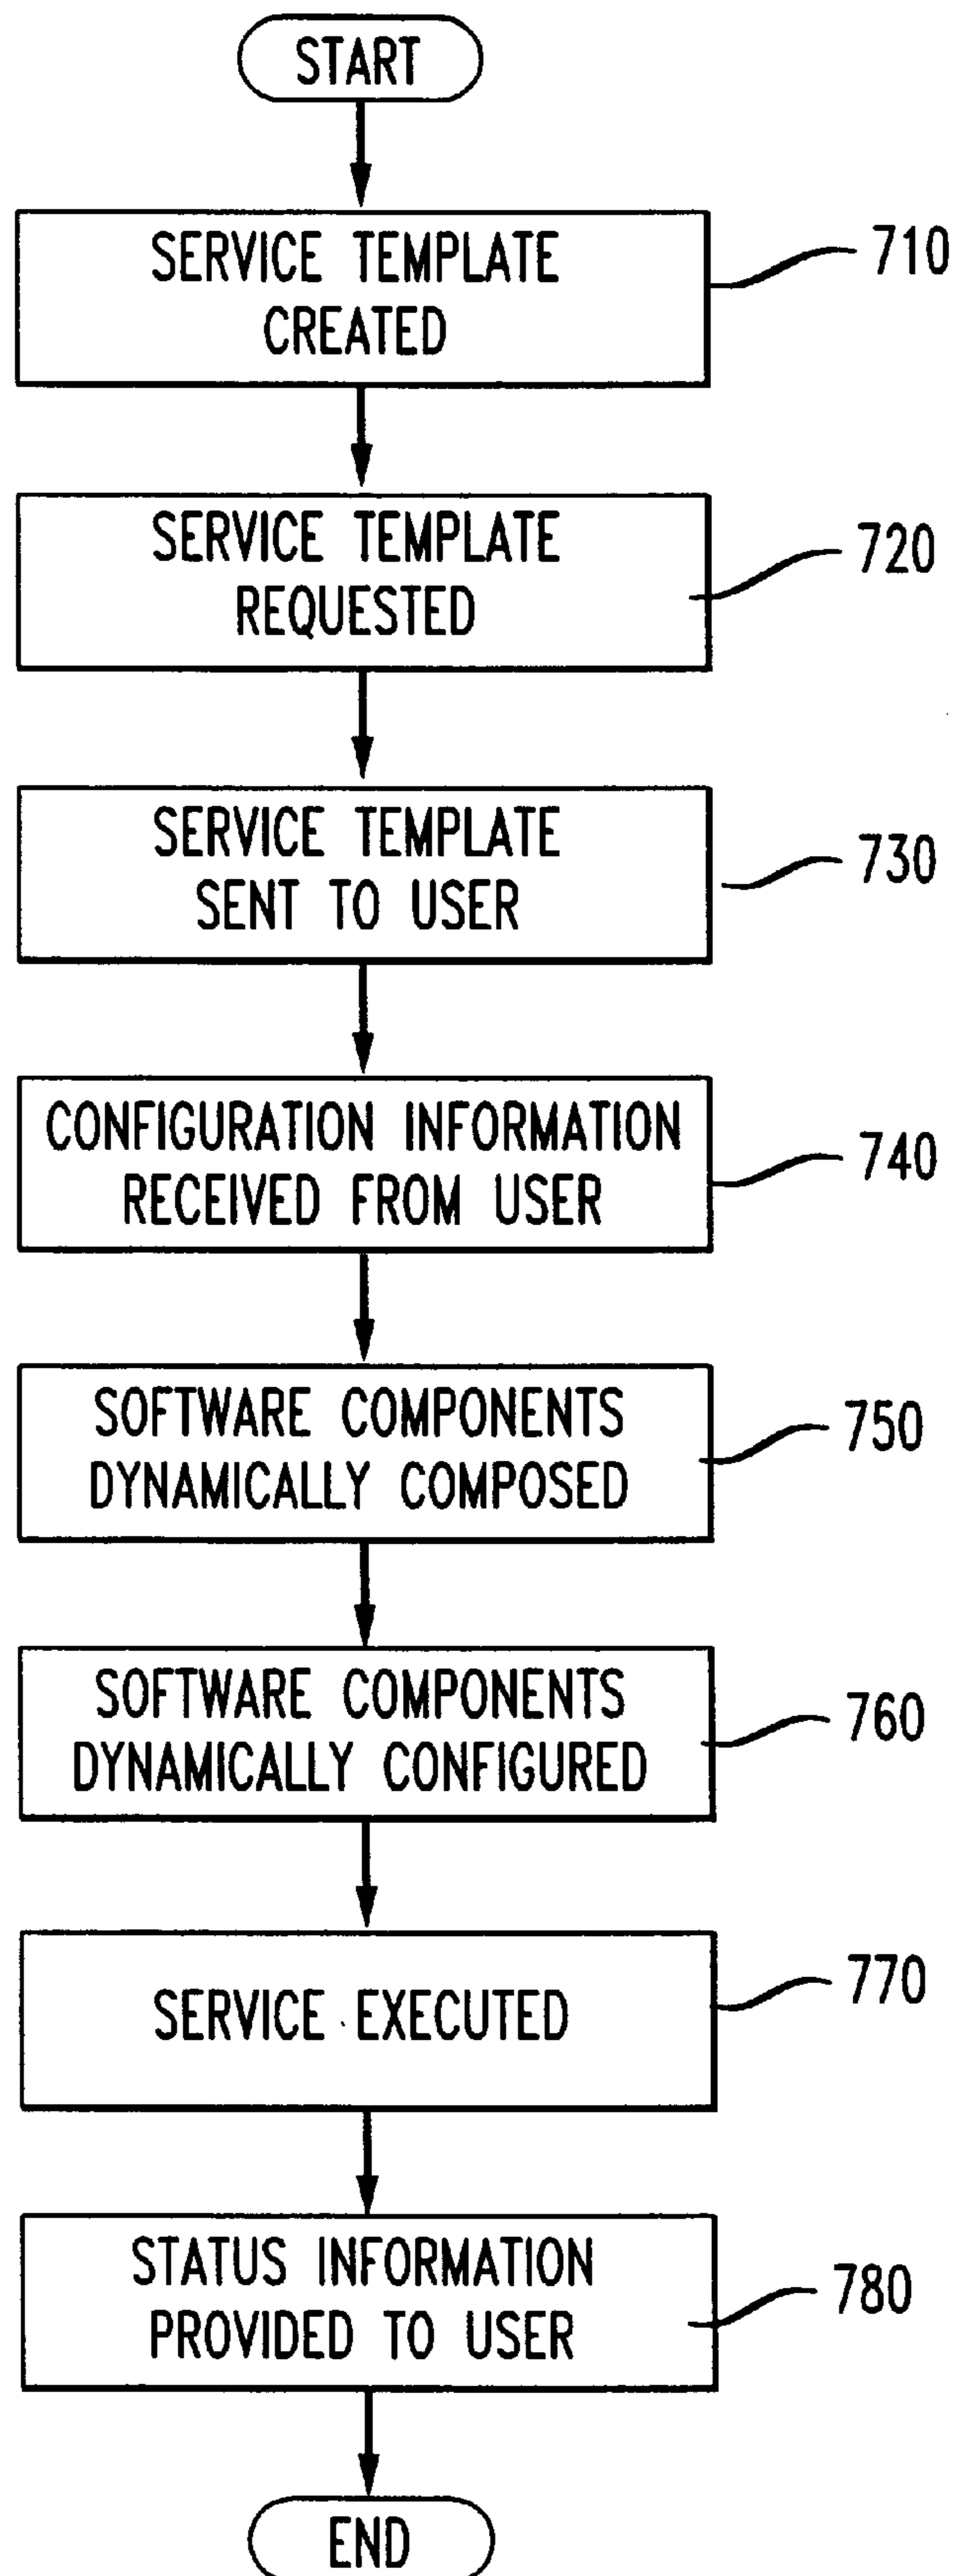 START
SERVICE TEMPLATE
CREATED
710
SERVICE TEMPLATE
REQUESTED
720
SERVICE TEMPLATE
SENT TO USER
730
CONFIGURATION INFORMATION
RECEIVED FROM USER
740
SOFTWARE COMPONENTS
DYNAMICALLY COMPOSED
750
SOFTWARE COMPONENTS
DYNAMICALLY CONFIGURED
760
SERVICE EXECUTED
770
STATUS INFORMATION
PROVIDED TO USER
780
END